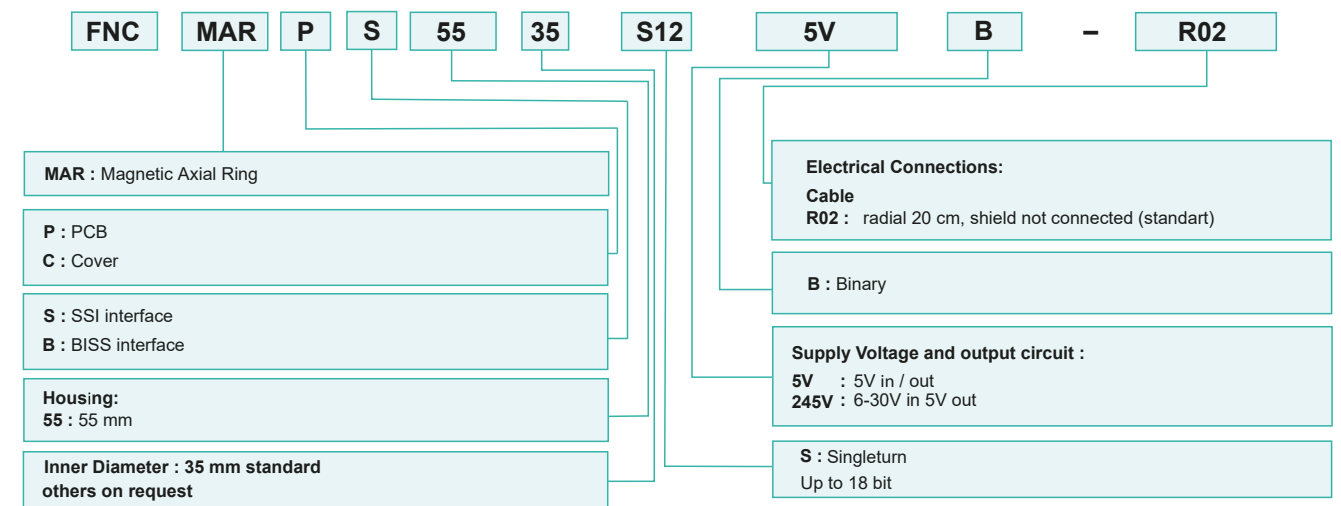 FNC MAR P S 55 35 S12 5V B – R02
MAR : Magnetic Axial Ring
P : PCB
C : Cover
S : SSI interface
B : BISS interface
Housing:
55 : 55 mm
Inner Diameter : 35 mm standard
others on request
Electrical Connections:
Cable
R02 : radial 20 cm, shield not connected (standart)
B : Binary
Supply Voltage and output circuit :
5V : 5V in / out
245V : 6-30V in 5V out
S : Singleturn
Up to 18 bit